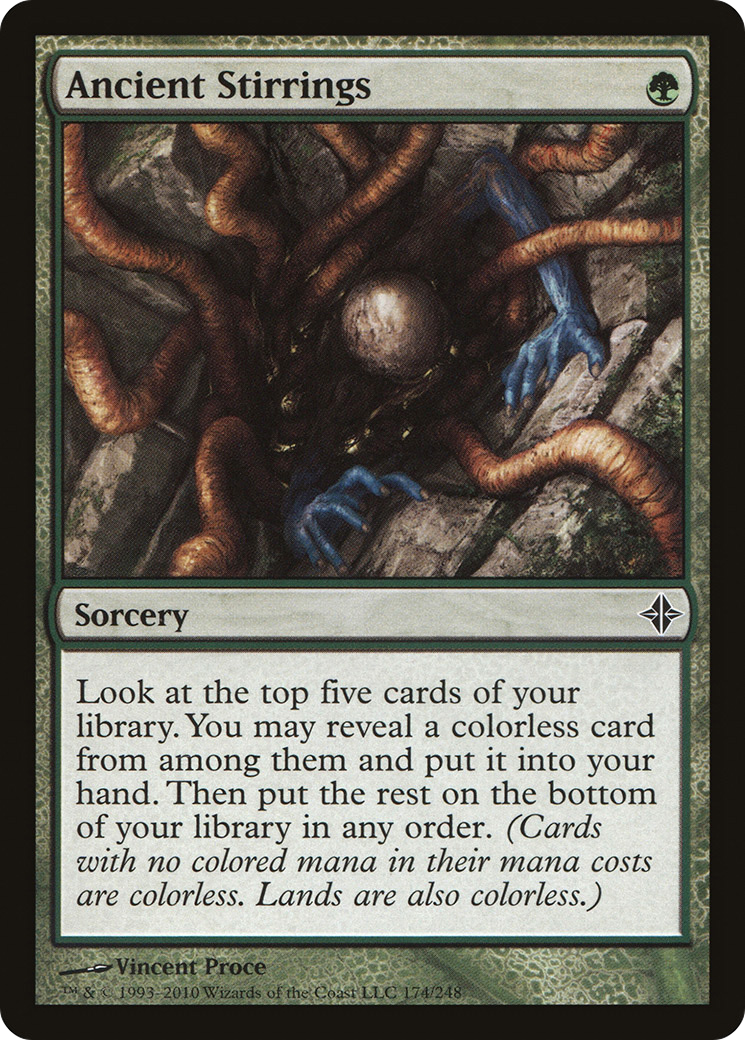 Ancient Stirrings
Sorcery
Look at the top five cards of your
library. You may reveal a colorless card
from among them and put it into your
hand. Then put the rest on the bottom
of your library in any order. (Cards
with no colored mana in their mana costs
are colorless. Lands are also colorless.)
Vincent Proce
™ & © 1993–2010 Wizards of the Coast LLC 174/248